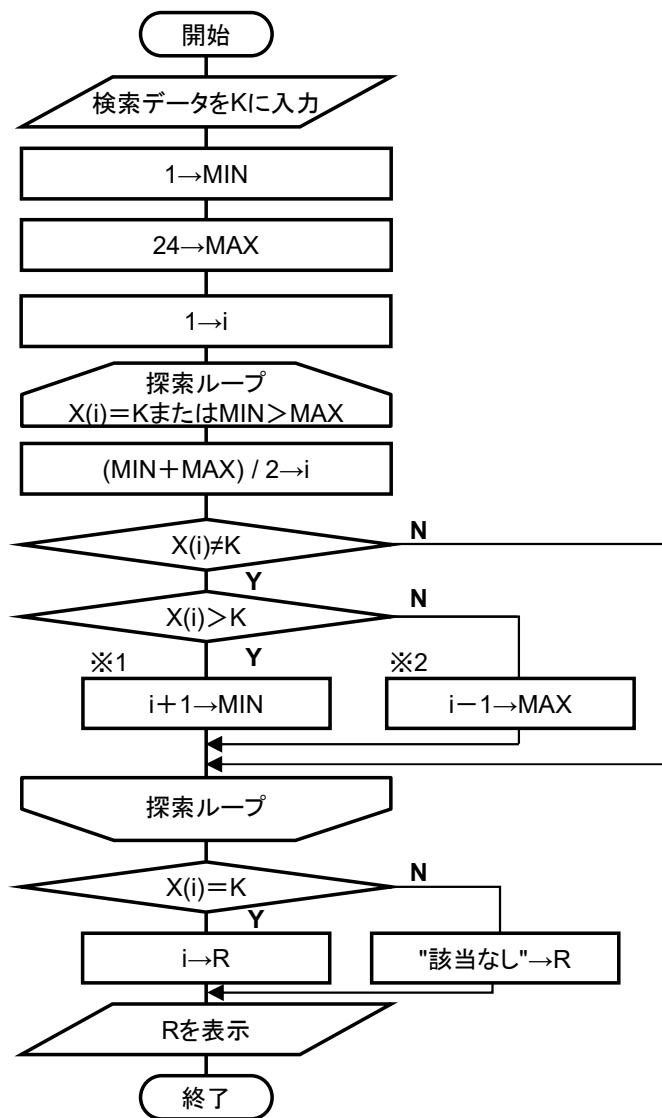 開始
検索データをKに入力
1→MIN
24→MAX
1→i
探索ループ
X(i)＝KまたはMIN＞MAX
(MIN＋MAX) / 2→i
X(i)≠K
N
Y
X(i)＞K
N
Y
※1
※2
i＋1→MIN
i－1→MAX
探索ループ
X(i)＝K
N
Y
i→R
"該当なし"→R
Rを表示
終了